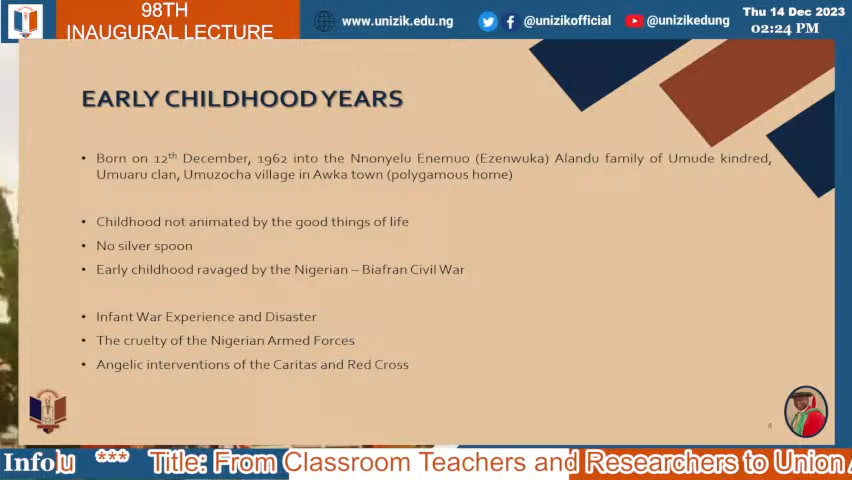 98TH
INAUGURAL LECTURE
www.unizik.edu.ng
@unizikofficial
@unizikedung
Thu 14 Dec 2023
02:24 PM
EARLY CHILDHOOD YEARS
• Born on 12th December, 1962 into the Nnonyelu Enemuo (Ezenwuka) Alandu family of Umude kindred,
Umuaru clan, Umuzocha village in Awka town (polygamous home)
• Childhood not animated by the good things of life
• No silver spoon
• Early childhood ravaged by the Nigerian – Biafran Civil War
• Infant War Experience and Disaster
• The cruelty of the Nigerian Armed Forces
• Angelic interventions of the Caritas and Red Cross
4
Info
u *** Title: From Classroom Teachers and Researchers to Union